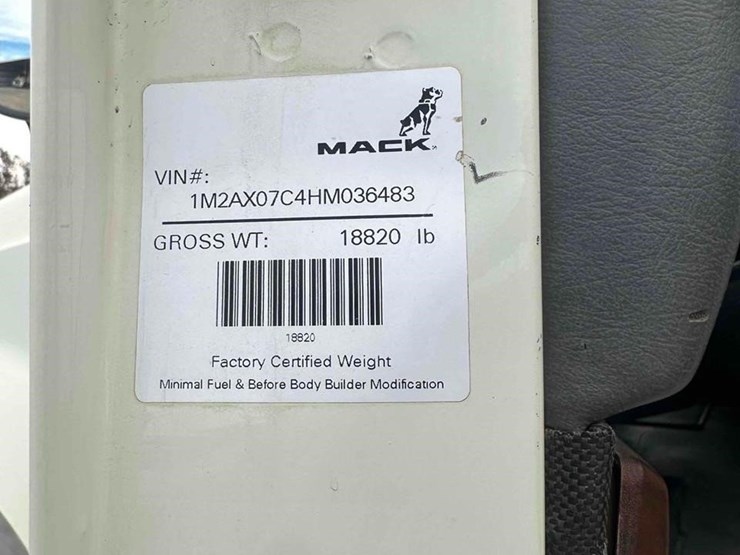 MACK
VIN#:
1M2AX07C4HM036483
GROSS WT: 18820 lb
18820
Factory Certified Weight
Minimal Fuel & Before Body Builder Modification